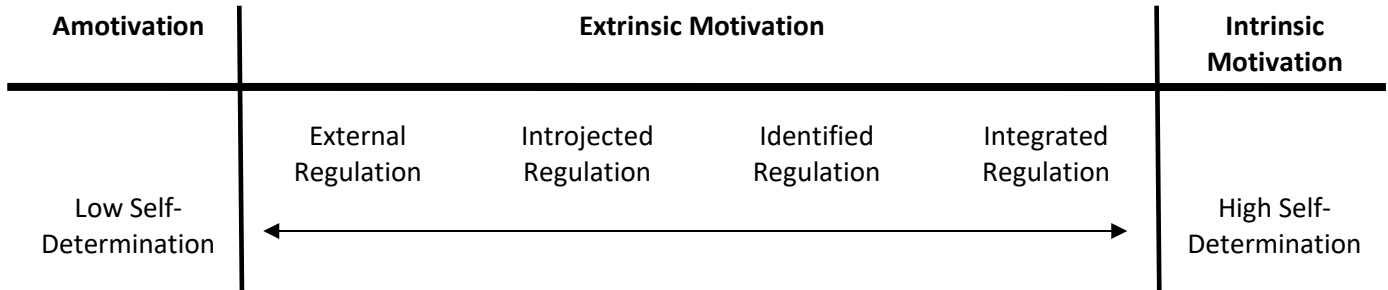 Amotivation
Extrinsic Motivation
Intrinsic
Motivation
External
Regulation
Introjected
Regulation
Identified
Regulation
Integrated
Regulation
Low Self-
Determination
High Self-
Determination